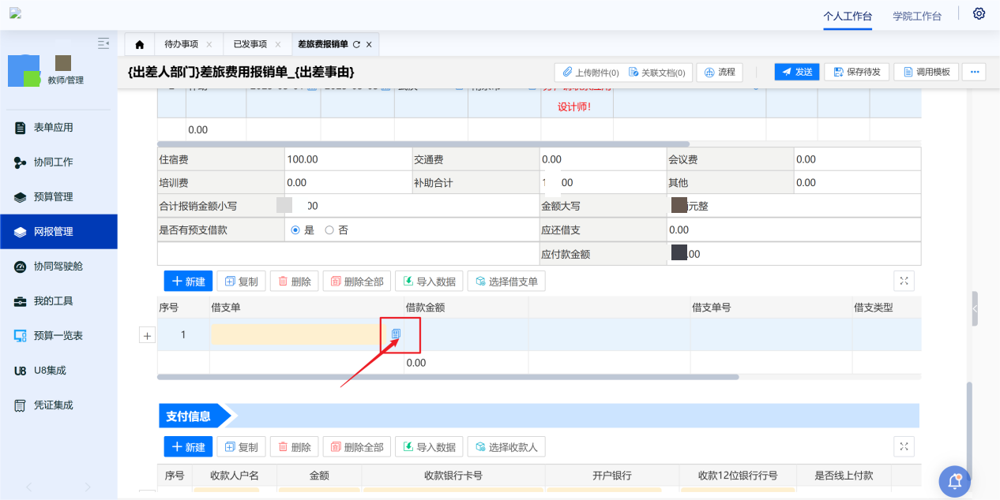 个人工作台 学院工作台
待办事项 已发事项 差旅费报销单
教师/管理
{出差人部门}差旅费用报销单_{出差事由} 上传附件(0) 关联文档(0) 流程 发送 保存待发 调用模板
表单应用
协同工作
预算管理
网报管理
协同驾驶舱
我的工具
预算一览表
U8 U8集成
凭证集成
设计师!
0.00
住宿费 100.00 交通费 0.00 会议费 0.00
培训费 0.00 补助合计 1 00 其他 0.00
合计报销金额小写 00 金额大写 元整
是否有预支借款 是 否 应还借支 0.00
应付款金额 .00
新建 复制 删除 删除全部 导入数据 选择借支单
序号 借支单 借款金额 借支单号 借支类型
1
0.00
支付信息
新建 复制 删除 删除全部 导入数据 选择收款人
序号 收款人户名 金额 收款银行卡号 开户银行 收款12位银行行号 是否线上付款